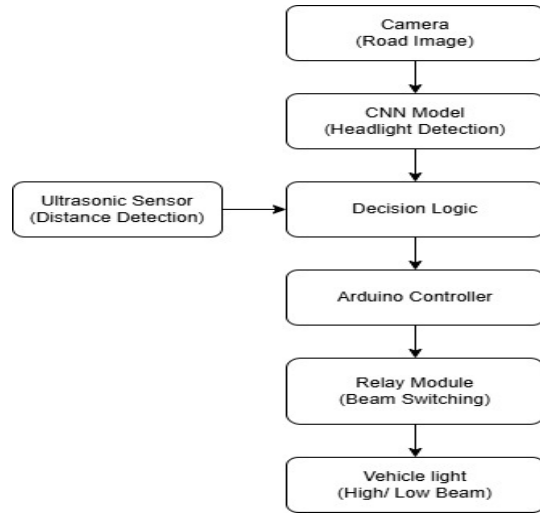 Camera
(Road Image)
CNN Model
(Headlight Detection)
Ultrasonic Sensor
(Distance Detection)
Decision Logic
Arduino Controller
Relay Module
(Beam Switching)
Vehicle light
(High/ Low Beam)